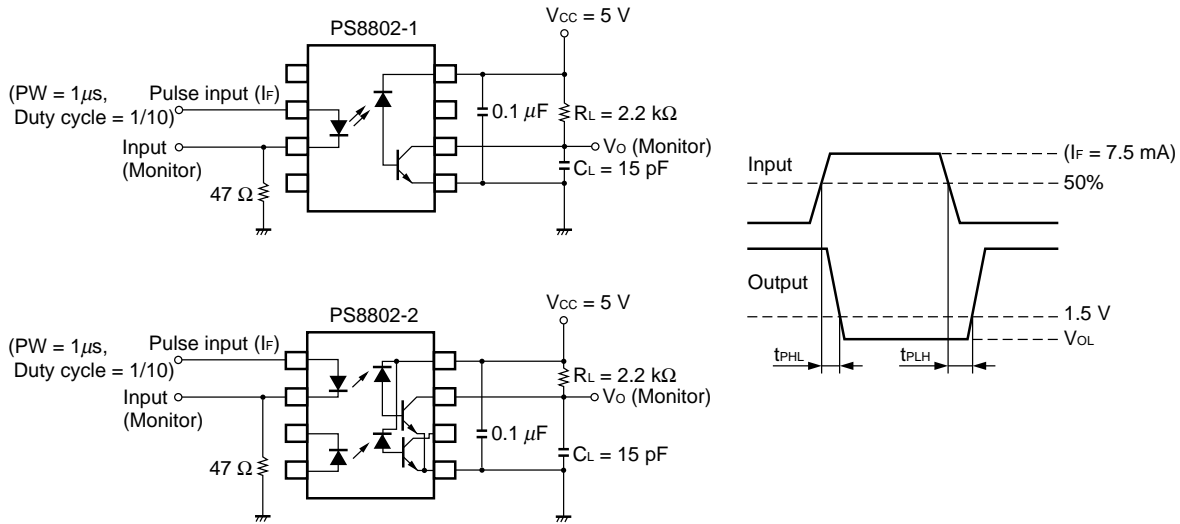 VCC = 5 V
PS8802-1
(PW = 1μs,
Duty cycle = 1/10)
Pulse input (IF)
Input
(Monitor)
47 Ω
0.1 μF
RL = 2.2 kΩ
VO (Monitor)
CL = 15 pF
Input
(IF = 7.5 mA)
50%
Output
1.5 V
VOL
tPHL
tPLH
VCC = 5 V
PS8802-2
(PW = 1μs,
Duty cycle = 1/10)
Pulse input (IF)
Input
(Monitor)
47 Ω
0.1 μF
RL = 2.2 kΩ
VO (Monitor)
CL = 15 pF